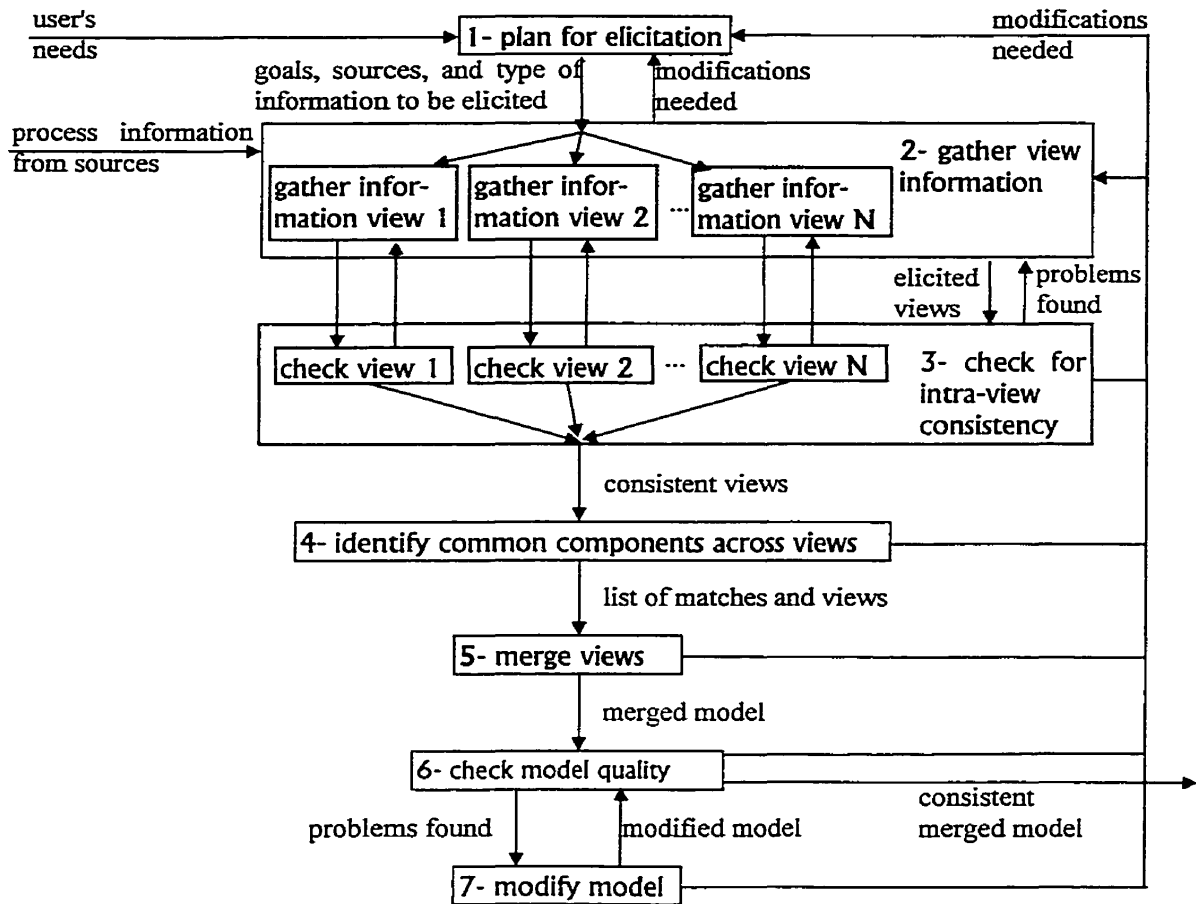 user's
needs
1- plan for elicitation
modifications
needed
goals, sources, and type of
information to be elicited
modifications
needed
process information
from sources
2- gather view
information
gather infor-
mation view 1
gather infor-
mation view 2
...
gather infor-
mation view N
elicited
views
problems
found
check view 1
check view 2
...
check view N
3- check for
intra-view
consistency
consistent views
4- identify common components across views
list of matches and views
5- merge views
merged model
6- check model quality
consistent
merged model
problems found
modified model
7- modify model